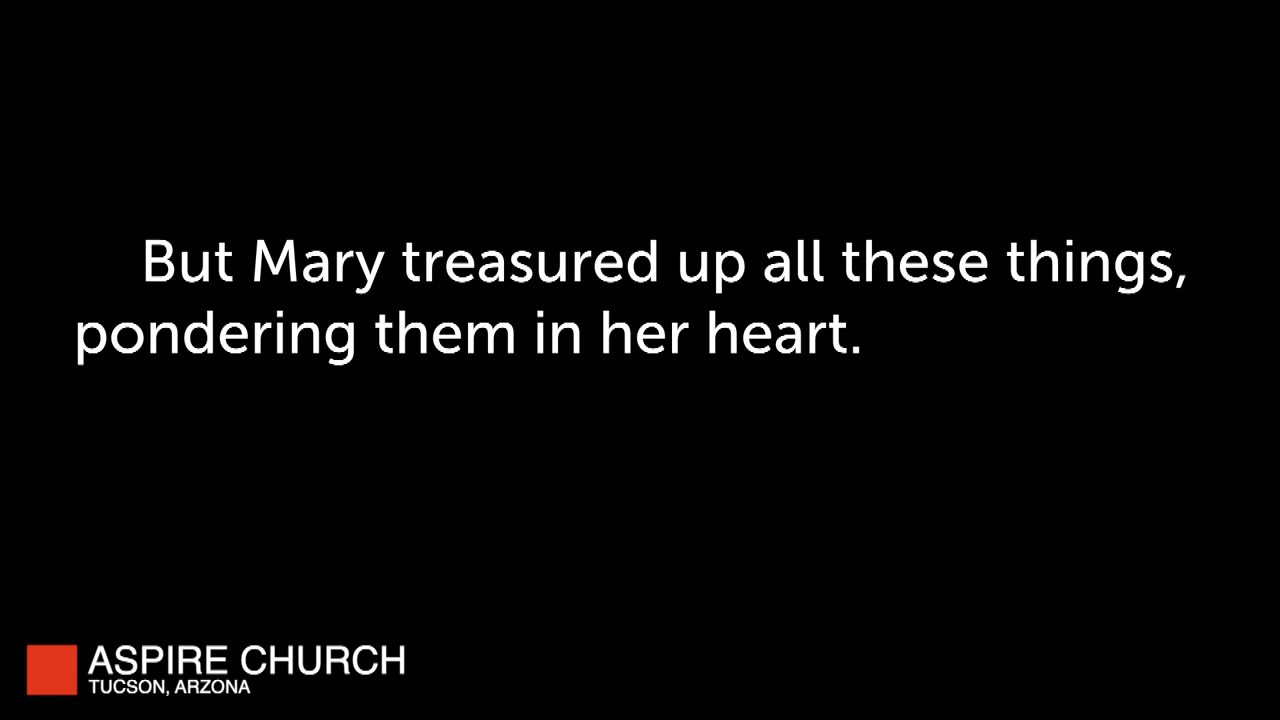 But Mary treasured up all these things,
pondering them in her heart.
ASPIRE CHURCH
TUCSON, ARZONA